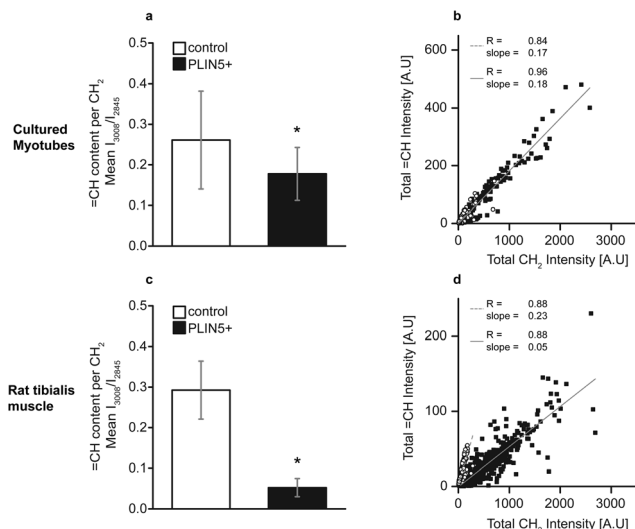 a
control
PLIN5+
0.5
0.4
0.3
0.2
0.1
0.0
=CH content per CH2
Mean I3008/I2845
*
Cultured
Myotubes
b
R = 0.84
slope = 0.17
R = 0.96
slope = 0.18
600
400
200
0
Total =CH Intensity [A.U]
0 1000 2000 3000
Total CH2 Intensity [A.U]
c
control
PLIN5+
0.5
0.4
0.3
0.2
0.1
0.0
=CH content per CH2
Mean I3008/I2845
*
Rat tibialis
muscle
d
R = 0.88
slope = 0.23
R = 0.88
slope = 0.05
200
100
0
Total =CH Intensity [A.U]
0 1000 2000 3000
Total CH2 Intensity [A.U]